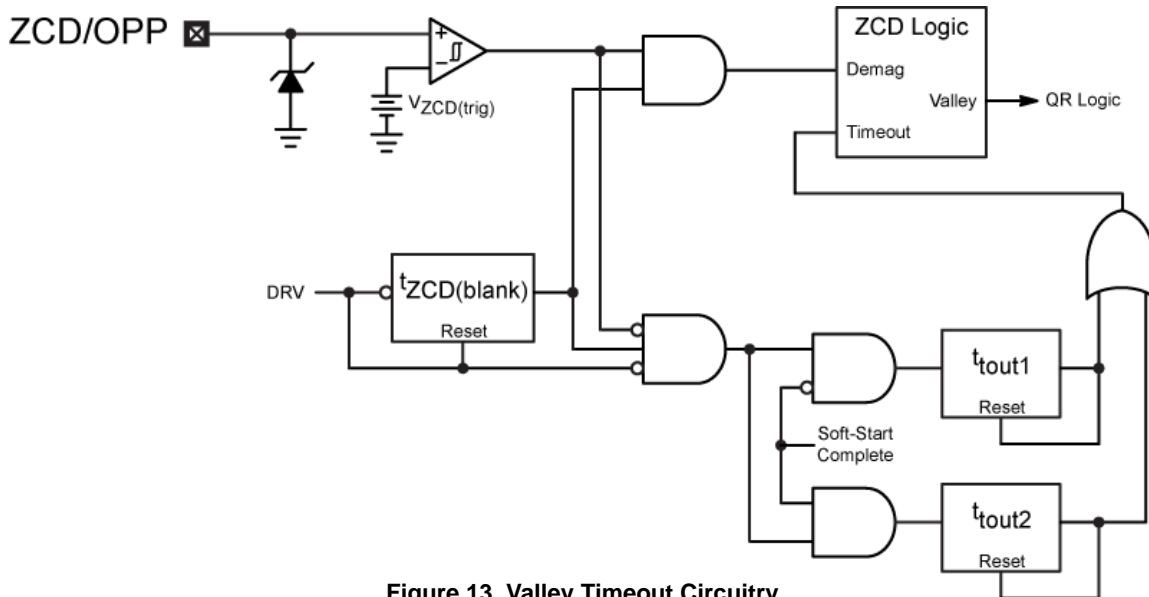 ZCD/OPP
+
–
VZCD(trig)
ZCD Logic
Demag
Valley
QR Logic
Timeout
DRV
tZCD(blank)
Reset
ttout1
Reset
Soft-Start
Complete
ttout2
Reset
Figure 13. Valley Timeout Circuitry